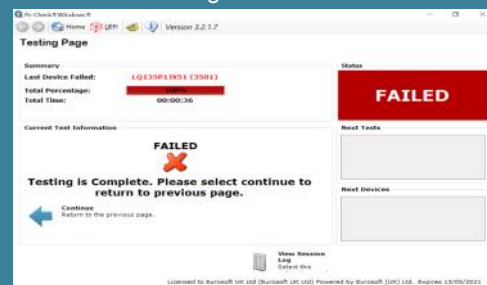 Pc-Check® Windows ®
Home UEFI Version 3.2.1.7
Testing Page
Summary
Last Device Failed: LQ135P1JX51 (3501)
Total Percentage: 100%
Total Time: 00:00:36
Status
FAILED
Current Test Information
FAILED
Testing is Complete. Please select continue to
return to previous page.
Continue
Return to the previous page.
Next Tests
Next Devices
View Session
Log
Select this
Licensed to Eurosoft UK Ltd (Eurosoft UK Ltd) Powered by Eurosoft (UK) Ltd. Expires 13/05/2021